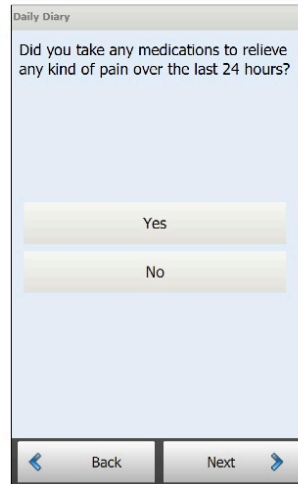 Daily Diary
Did you take any medications to relieve
any kind of pain over the last 24 hours?
Yes
No
Back
Next